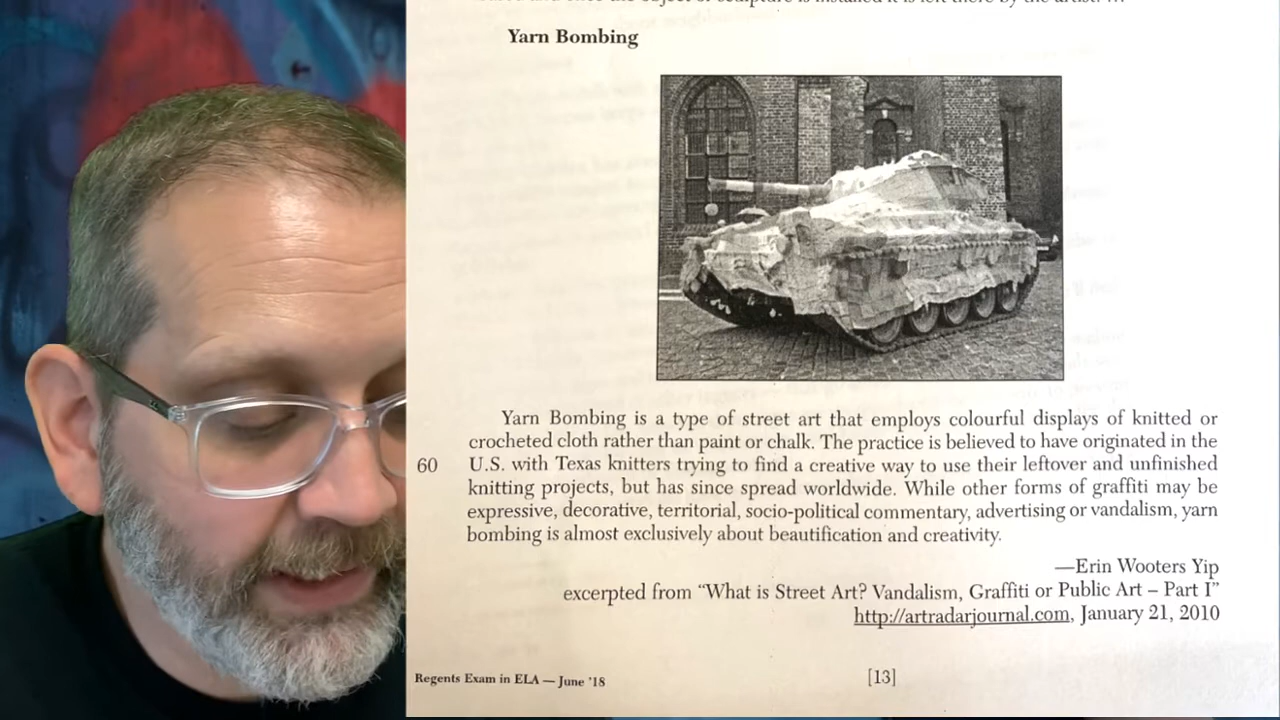 Yarn Bombing
Yarn Bombing is a type of street art that employs colourful displays of knitted or
crocheted cloth rather than paint or chalk. The practice is believed to have originated in the
60 U.S. with Texas knitters trying to find a creative way to use their leftover and unfinished
knitting projects, but has since spread worldwide. While other forms of graffiti may be
expressive, decorative, territorial, socio-political commentary, advertising or vandalism, yarn
bombing is almost exclusively about beautification and creativity.
—Erin Wooters Yip
excerpted from “What is Street Art? Vandalism, Graffiti or Public Art – Part I”
http://artradarjournal.com, January 21, 2010
Regents Exam in ELA — June ’18 [13]